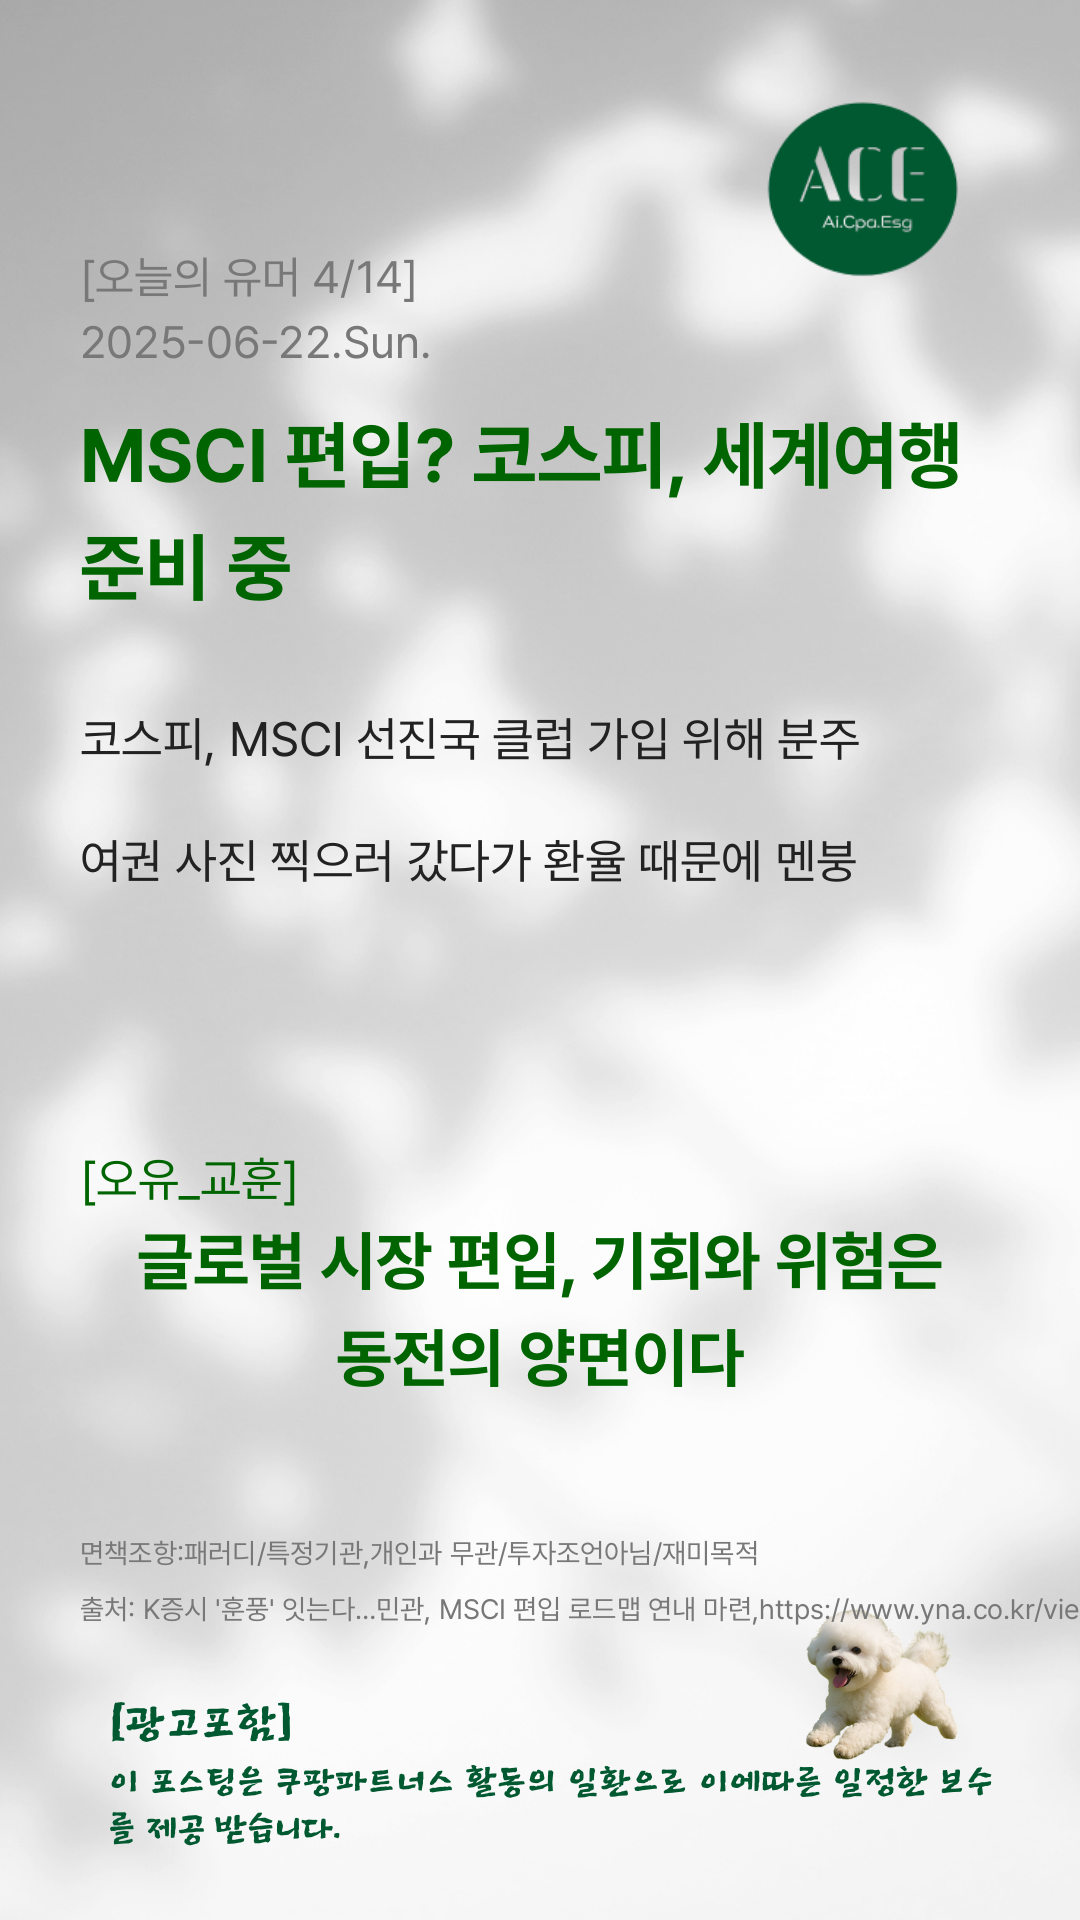 ACE
Ai.Cpa.Esg
[오늘의 유머 4/14]
2025-06-22.Sun.
MSCI 편입? 코스피, 세계여행
준비 중
코스피, MSCI 선진국 클럽 가입 위해 분주
여권 사진 찍으러 갔다가 환율 때문에 멘붕
[오유_교훈]
글로벌 시장 편입, 기회와 위험은
동전의 양면이다
면책조항:패러디/특정기관,개인과 무관/투자조언아님/재미목적
출처: K증시 '훈풍' 잇는다…민관, MSCI 편입 로드맵 연내 마련,https://www.yna.co.kr/vie
[광고포함]
이 포스팅은 쿠팡파트너스 활동의 일환으로 이에따른 일정한 보수
를 제공 받습니다.